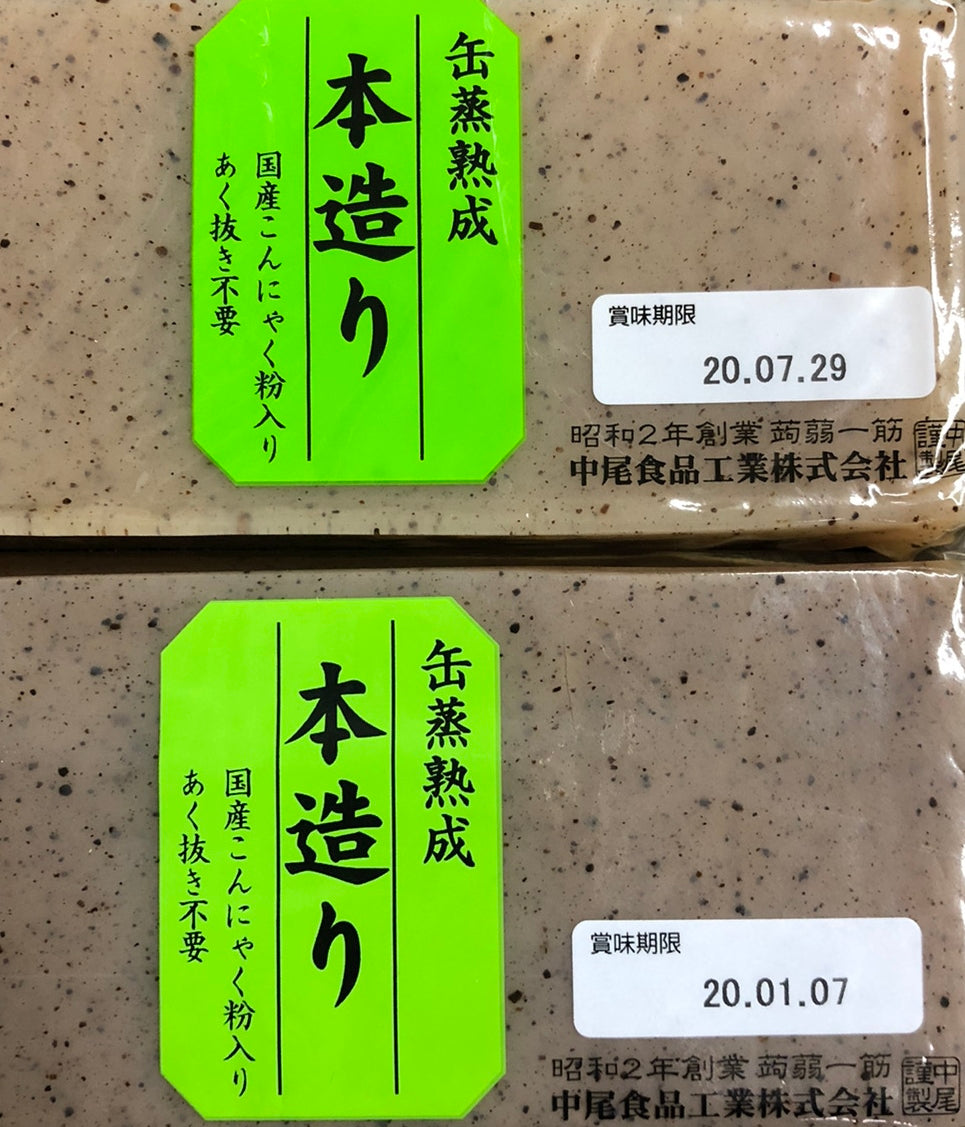 缶蒸熟成
本造り
国産こんにゃく粉入り
あく抜き不要
賞味期限
20.07.29
昭和2年創業 蒟蒻一筋
中尾食品工業株式会社
中尾
謹製
缶蒸熟成
本造り
国産こんにゃく粉入り
あく抜き不要
賞味期限
20.01.07
昭和2年創業 蒟蒻一筋
中尾食品工業株式会社
中尾
謹製